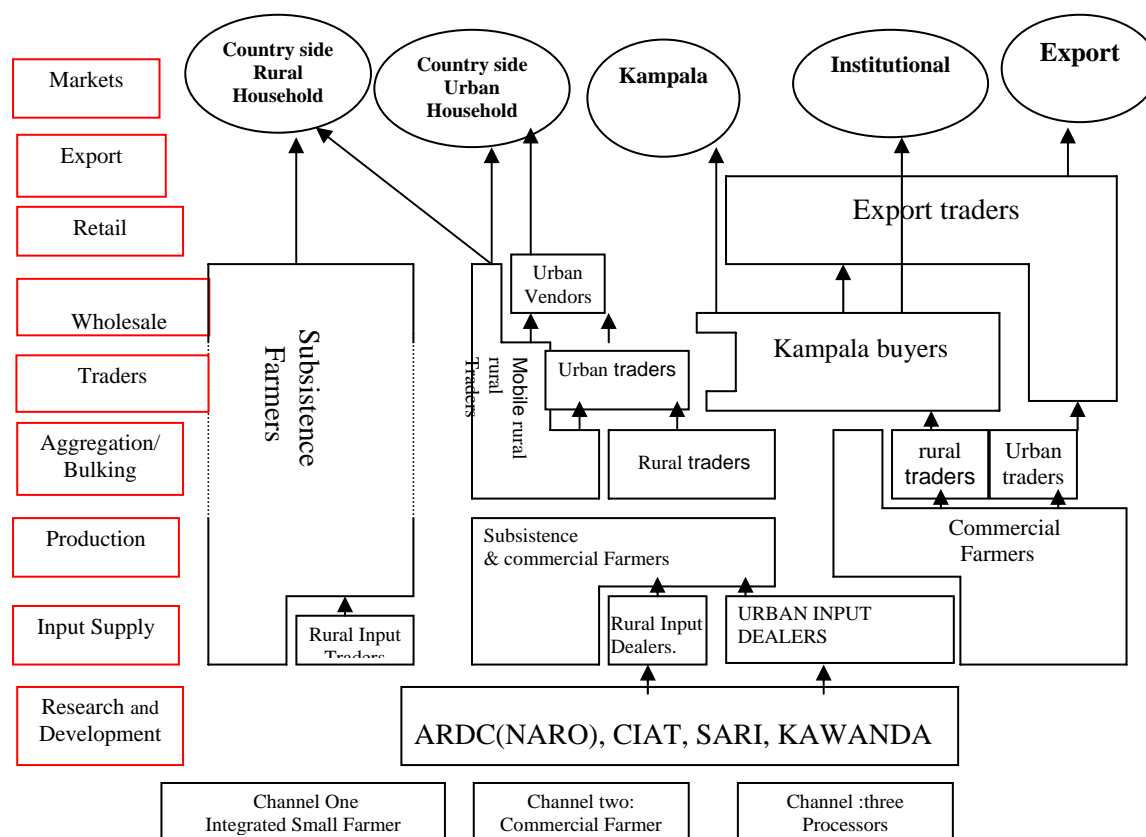 Markets
Export
Retail
Wholesale
Traders
Aggregation/
Bulking
Production
Input Supply
Research and
Development
Country side
Rural
Household
Country side
Urban
Household
Kampala
Institutional
Export
Export traders
Urban
Vendors
Kampala buyers
Subsistence
Farmers
Mobile rural
rural
Traders
Urban traders
Rural traders
rural
traders
Urban
traders
Subsistence
& commercial Farmers
Commercial
Farmers
Rural Input
Traders
Rural Input
Dealers.
URBAN INPUT
DEALERS
ARDC(NARO), CIAT, SARI, KAWANDA
Channel One
Integrated Small Farmer
Channel two:
Commercial Farmer
Channel :three
Processors